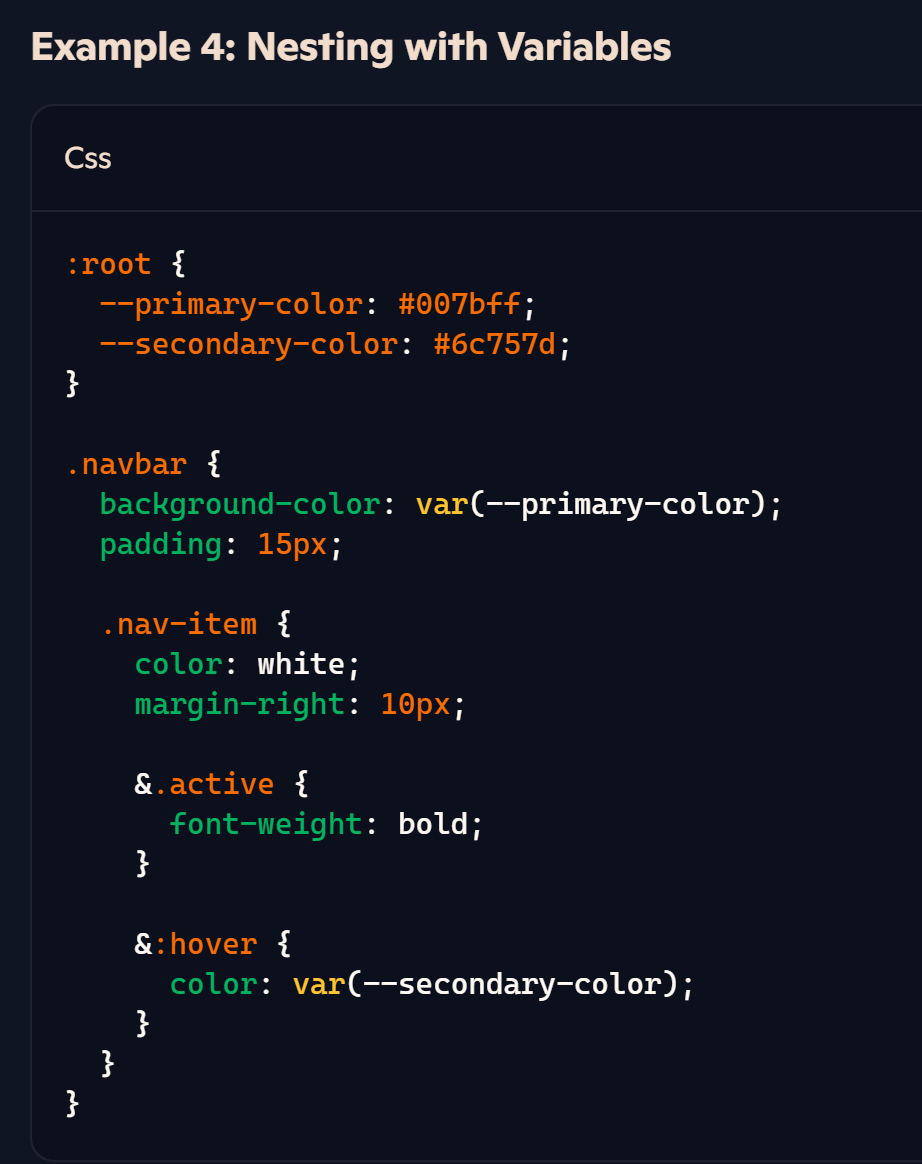 Example 4: Nesting with Variables
Css
:root {
  --primary-color: #007bff;
  --secondary-color: #6c757d;
}
.navbar {
  background-color: var(--primary-color);
  padding: 15px;
  .nav-item {
    color: white;
    margin-right: 10px;
    &.active {
      font-weight: bold;
    }
    &:hover {
      color: var(--secondary-color);
    }
  }
}